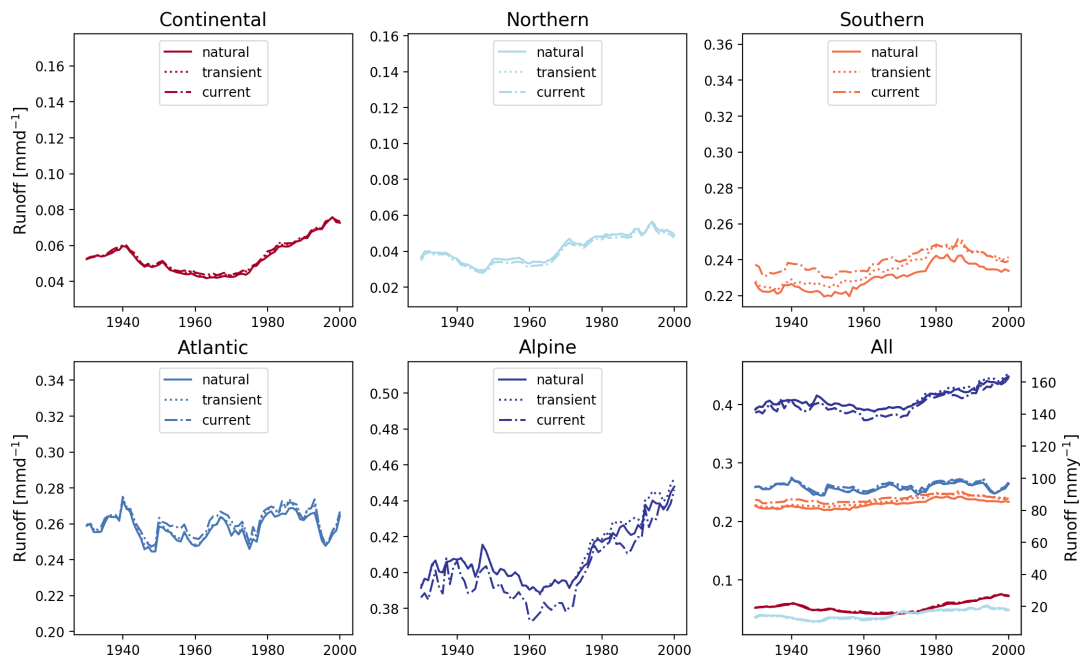 Continental
Northern
Southern
natural
transient
current
natural
transient
current
natural
transient
current
Runoff [mmd⁻¹]
0.16
0.14
0.12
0.10
0.08
0.06
0.04
0.16
0.14
0.12
0.10
0.08
0.06
0.04
0.02
0.36
0.34
0.32
0.30
0.28
0.26
0.24
0.22
1940 1960 1980 2000
1940 1960 1980 2000
1940 1960 1980 2000
Atlantic
Alpine
All
natural
transient
current
natural
transient
current
Runoff [mmd⁻¹]
0.34
0.32
0.30
0.28
0.26
0.24
0.22
0.20
0.50
0.48
0.46
0.44
0.42
0.40
0.38
0.4
0.3
0.2
0.1
160
140
120
100
80
60
40
20
Runoff [mmy⁻¹]
1940 1960 1980 2000
1940 1960 1980 2000
1940 1960 1980 2000